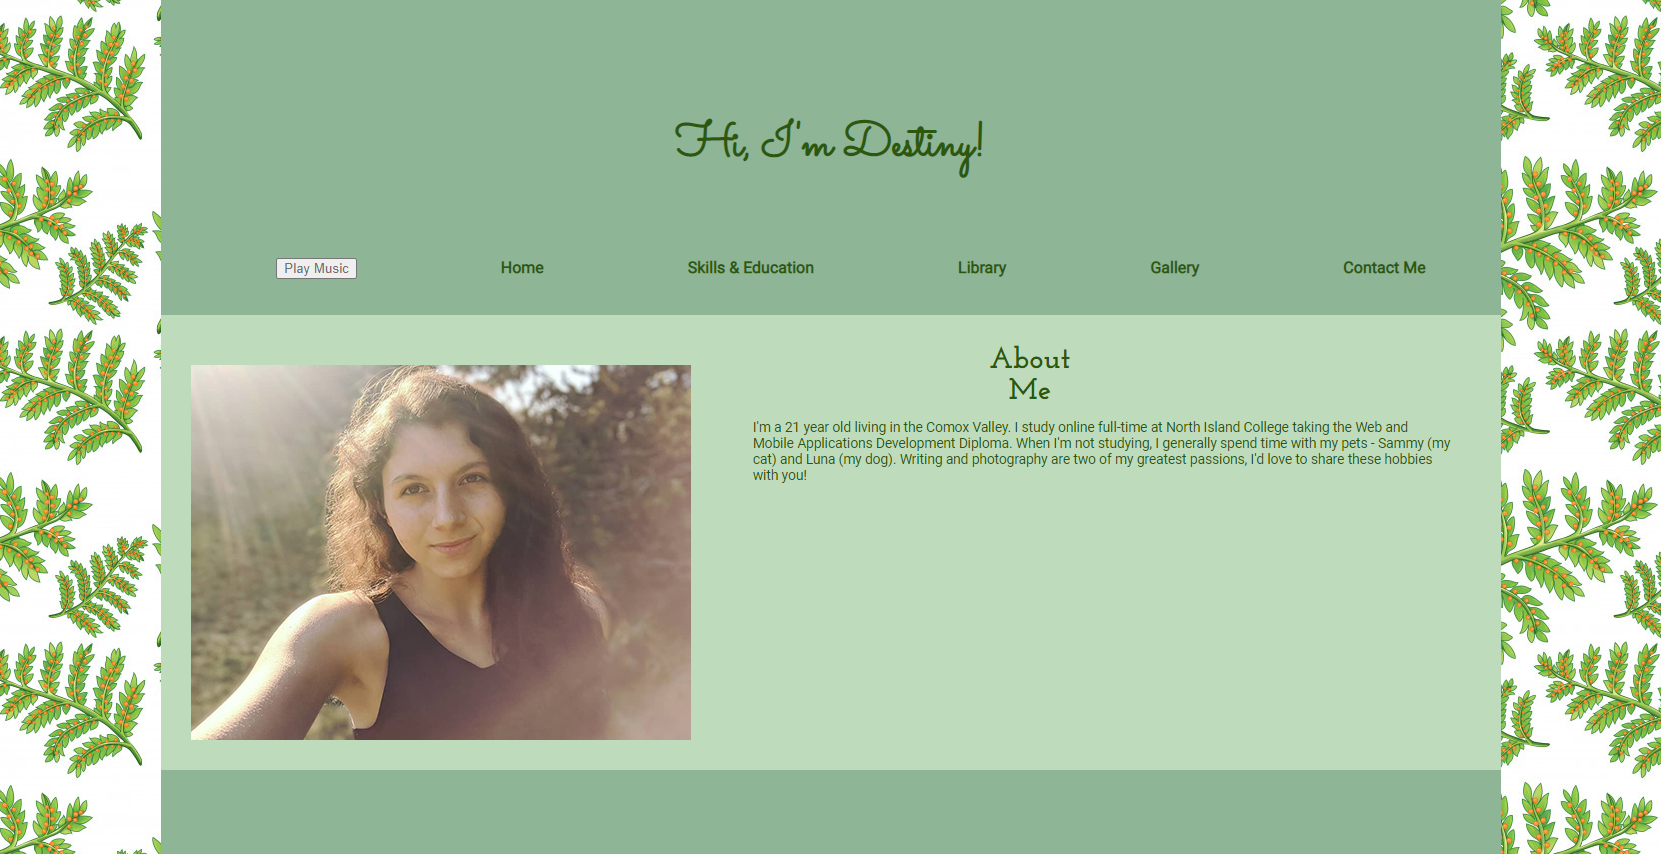 Hi, I'm Destiny!
Play Music Home Skills & Education Library Gallery Contact Me
About
Me
I'm a 21 year old living in the Comox Valley. I study online full-time at North Island College taking the Web and
Mobile Applications Development Diploma. When I'm not studying, I generally spend time with my pets - Sammy (my
cat) and Luna (my dog). Writing and photography are two of my greatest passions, I'd love to share these hobbies
with you!